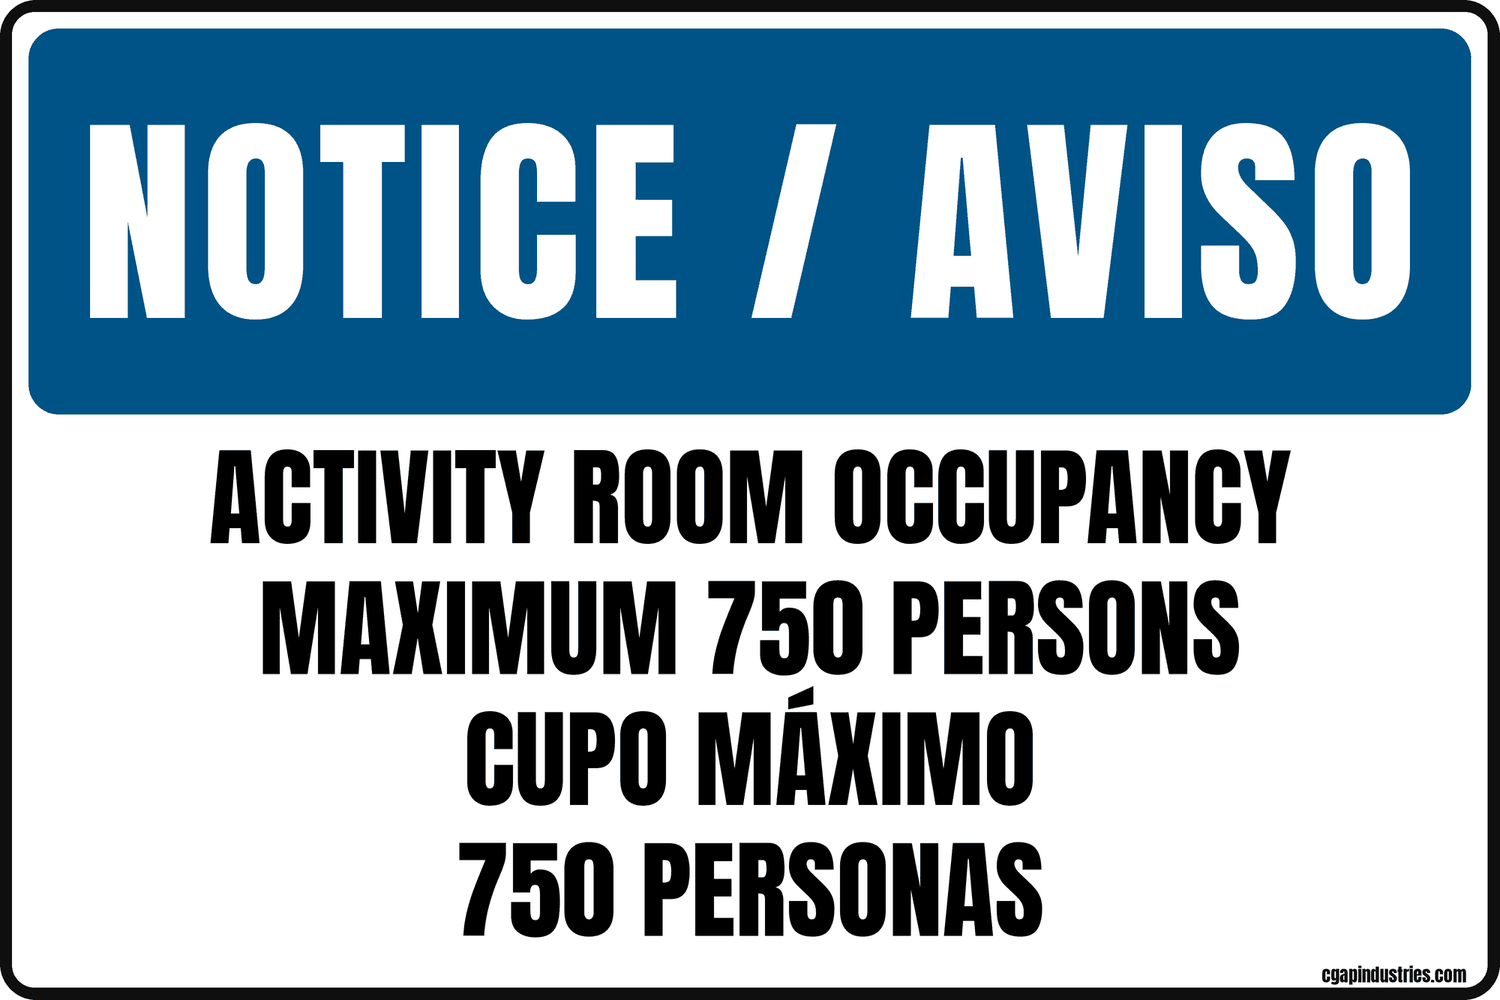 NOTICE / AVISO
ACTIVITY ROOM OCCUPANCY
MAXIMUM 750 PERSONS
CUPO MÁXIMO
750 PERSONAS
cgapindustries.com